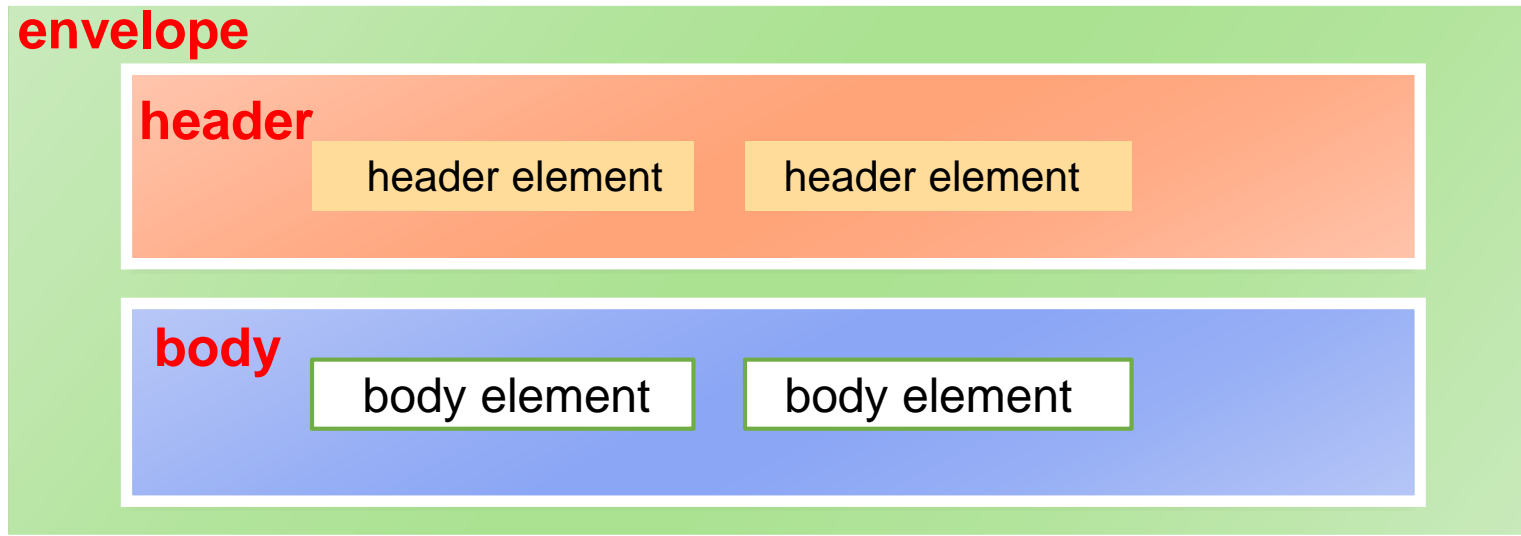 envelope
header
header element header element
body
body element body element